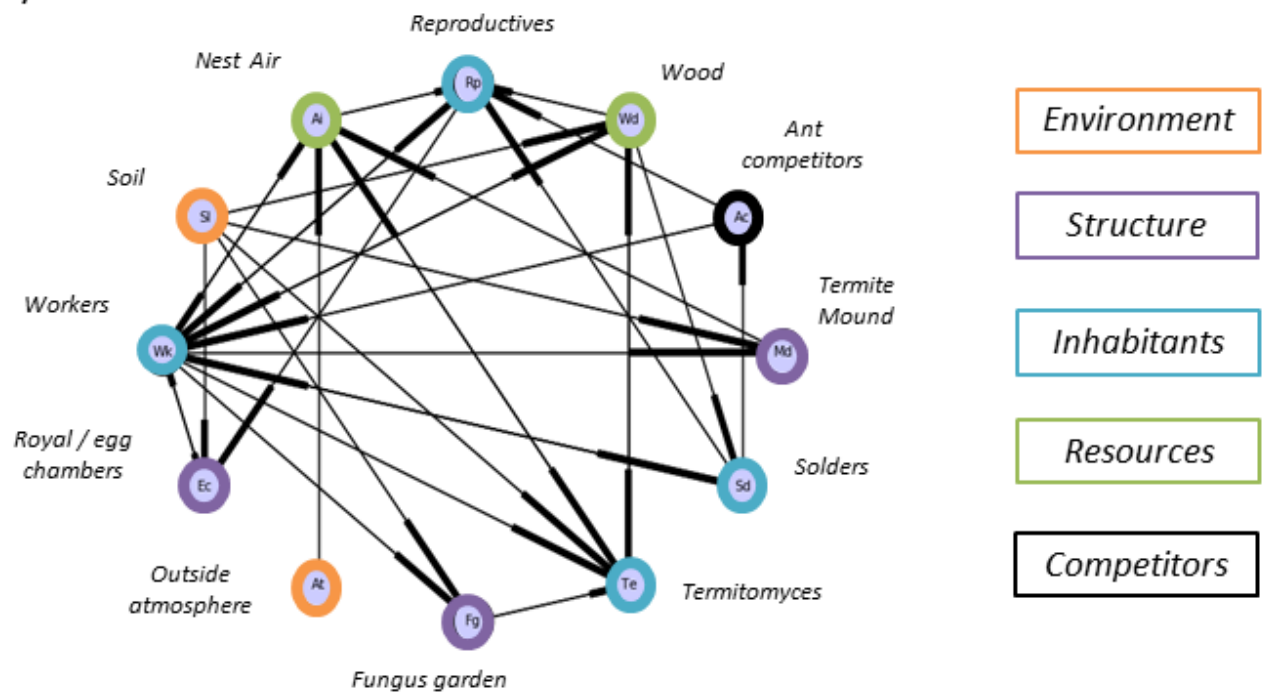 Reproductives
Nest Air
Wood
Rp
Ai
Wd
Ant
competitors
Soil
Sl
Ac
Termite
Mound
Workers
Wk
Md
Royal / egg
chambers
Ec
Solders
Sd
Outside
atmosphere
At
Te
Termitomyces
Fg
Fungus garden
Environment
Structure
Inhabitants
Resources
Competitors